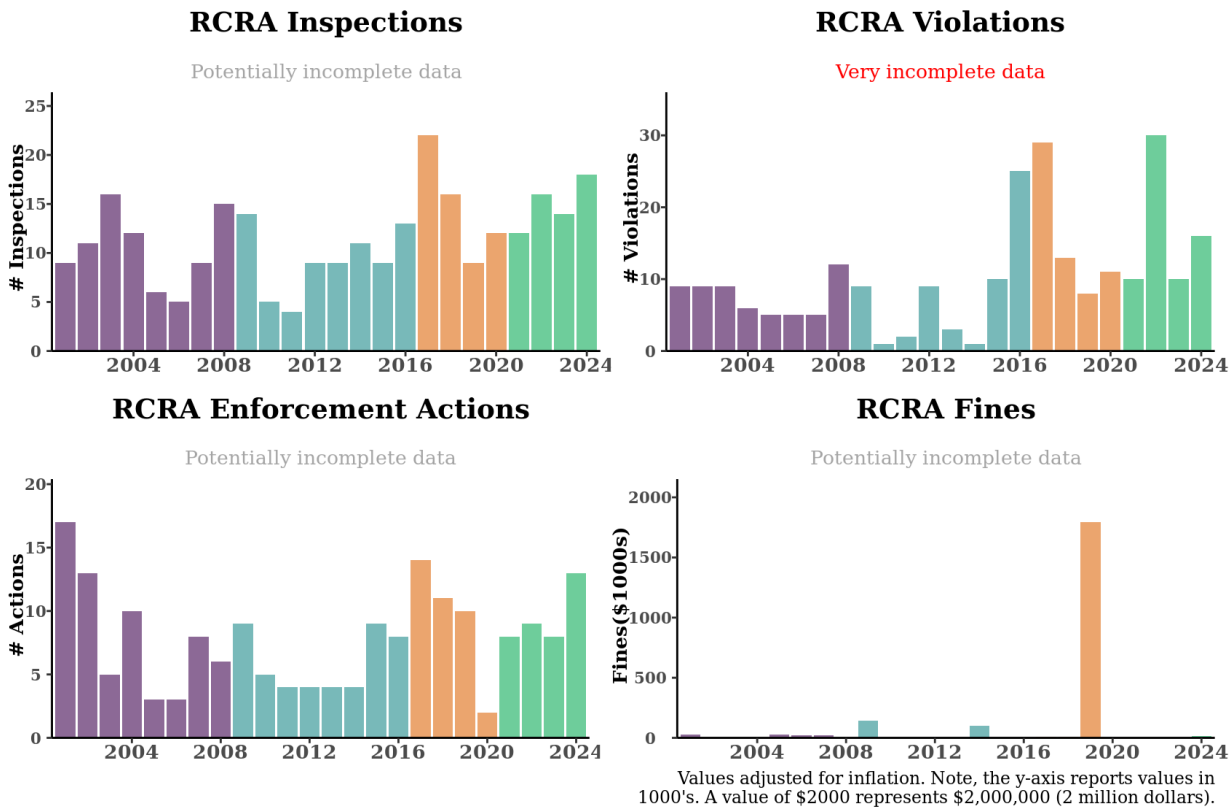 RCRA Inspections
Potentially incomplete data
# Inspections
25
20
15
10
5
0
2004 2008 2012 2016 2020 2024
RCRA Violations
Very incomplete data
# Violations
30
20
10
0
2004 2008 2012 2016 2020 2024
RCRA Enforcement Actions
Potentially incomplete data
# Actions
20
15
10
5
0
2004 2008 2012 2016 2020 2024
RCRA Fines
Potentially incomplete data
Fines($1000s)
2000
1500
1000
500
0
2004 2008 2012 2016 2020 2024
Values adjusted for inflation. Note, the y-axis reports values in
1000's. A value of $2000 represents $2,000,000 (2 million dollars).